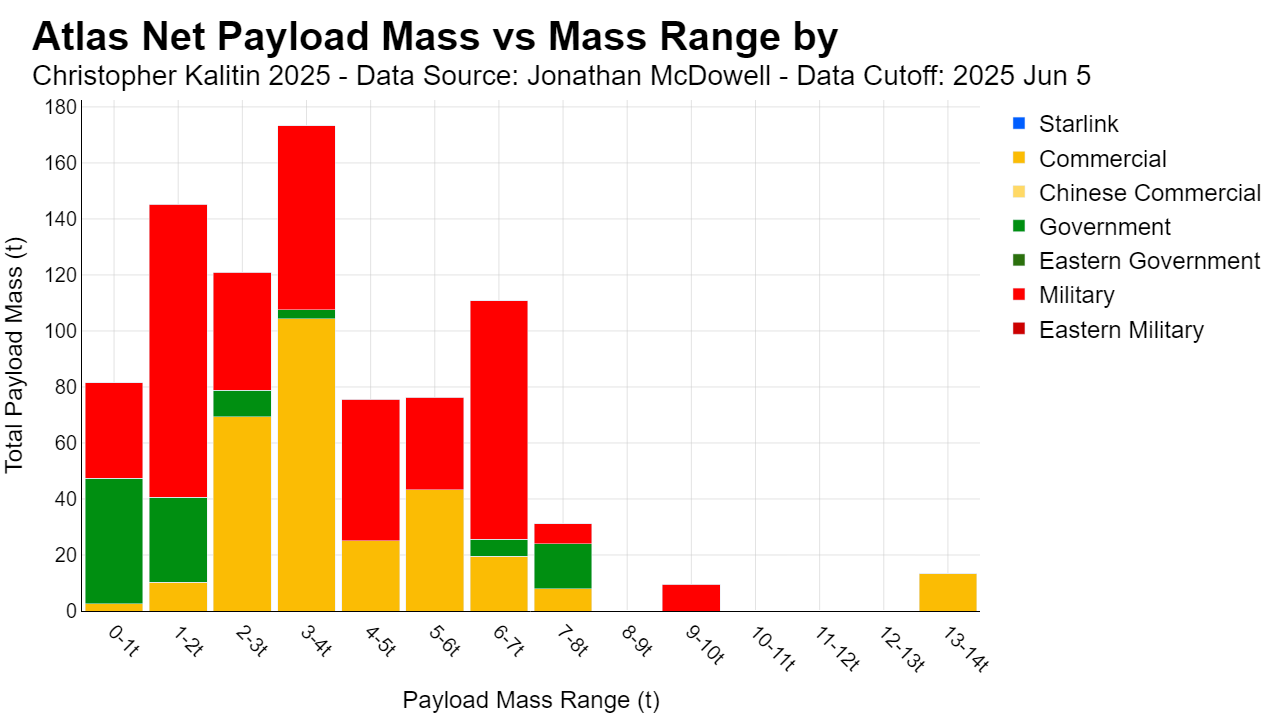 Atlas Net Payload Mass vs Mass Range by
Christopher Kalitin 2025 - Data Source: Jonathan McDowell - Data Cutoff: 2025 Jun 5
Total Payload Mass (t)
180
160
140
120
100
80
60
40
20
0
0-1t
1-2t
2-3t
3-4t
4-5t
5-6t
6-7t
7-8t
8-9t
9-10t
10-11t
11-12t
12-13t
13-14t
Payload Mass Range (t)
Starlink
Commercial
Chinese Commercial
Government
Eastern Government
Military
Eastern Military